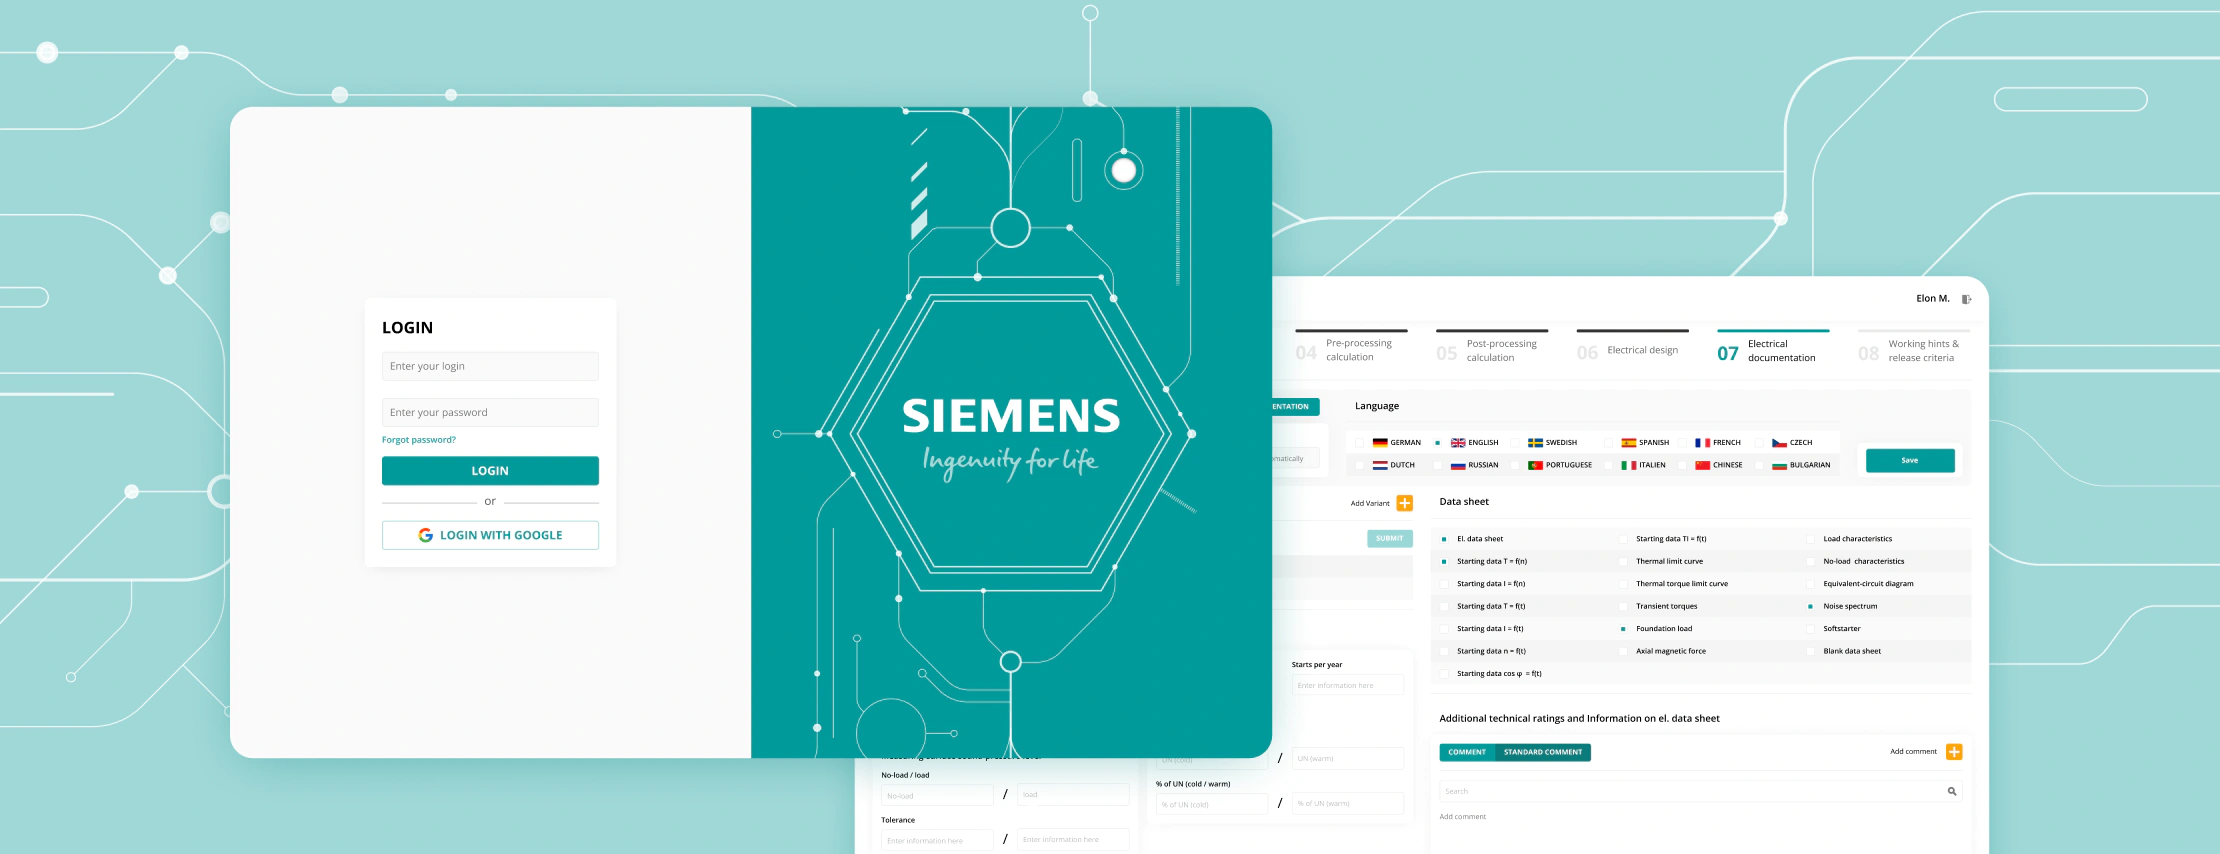 LOGIN
Enter your login
Enter your password
Forgot password?
LOGIN
or
LOGIN WITH GOOGLE
SIEMENS
Ingenuity for life
Elon M.
04 Pre-processing calculation
05 Post-processing calculation
06 Electrical design
07 Electrical documentation
08 Working hints & release criteria
Language
GERMAN ENGLISH SWEDISH SPANISH FRENCH CZECH
DUTCH RUSSIAN PORTUGUESE ITALIEN CHINESE BULGARIAN
Save
Add Variant
SUBMIT
Data sheet
El. data sheet Starting data TI = f(t) Load characteristics
Starting data T = f(n) Thermal limit curve No-load characteristics
Starting data I = f(n) Thermal torque limit curve Equivalent-circuit diagram
Starting data T = f(t) Transient torques Noise spectrum
Starting data I = f(t) Foundation load Softstarter
Starting data n = f(t) Axial magnetic force Blank data sheet
Starting data cos φ = f(t)
Starts per year
Enter information here
Additional technical ratings and Information on el. data sheet
COMMENT STANDARD COMMENT
Add comment
Search
Add comment
No-load / load
No-load / load
Tolerance
Enter information here / Enter information here
UN (cold) / UN (warm)
% of UN (cold / warm)
% of UN (cold) / % of UN (warm)